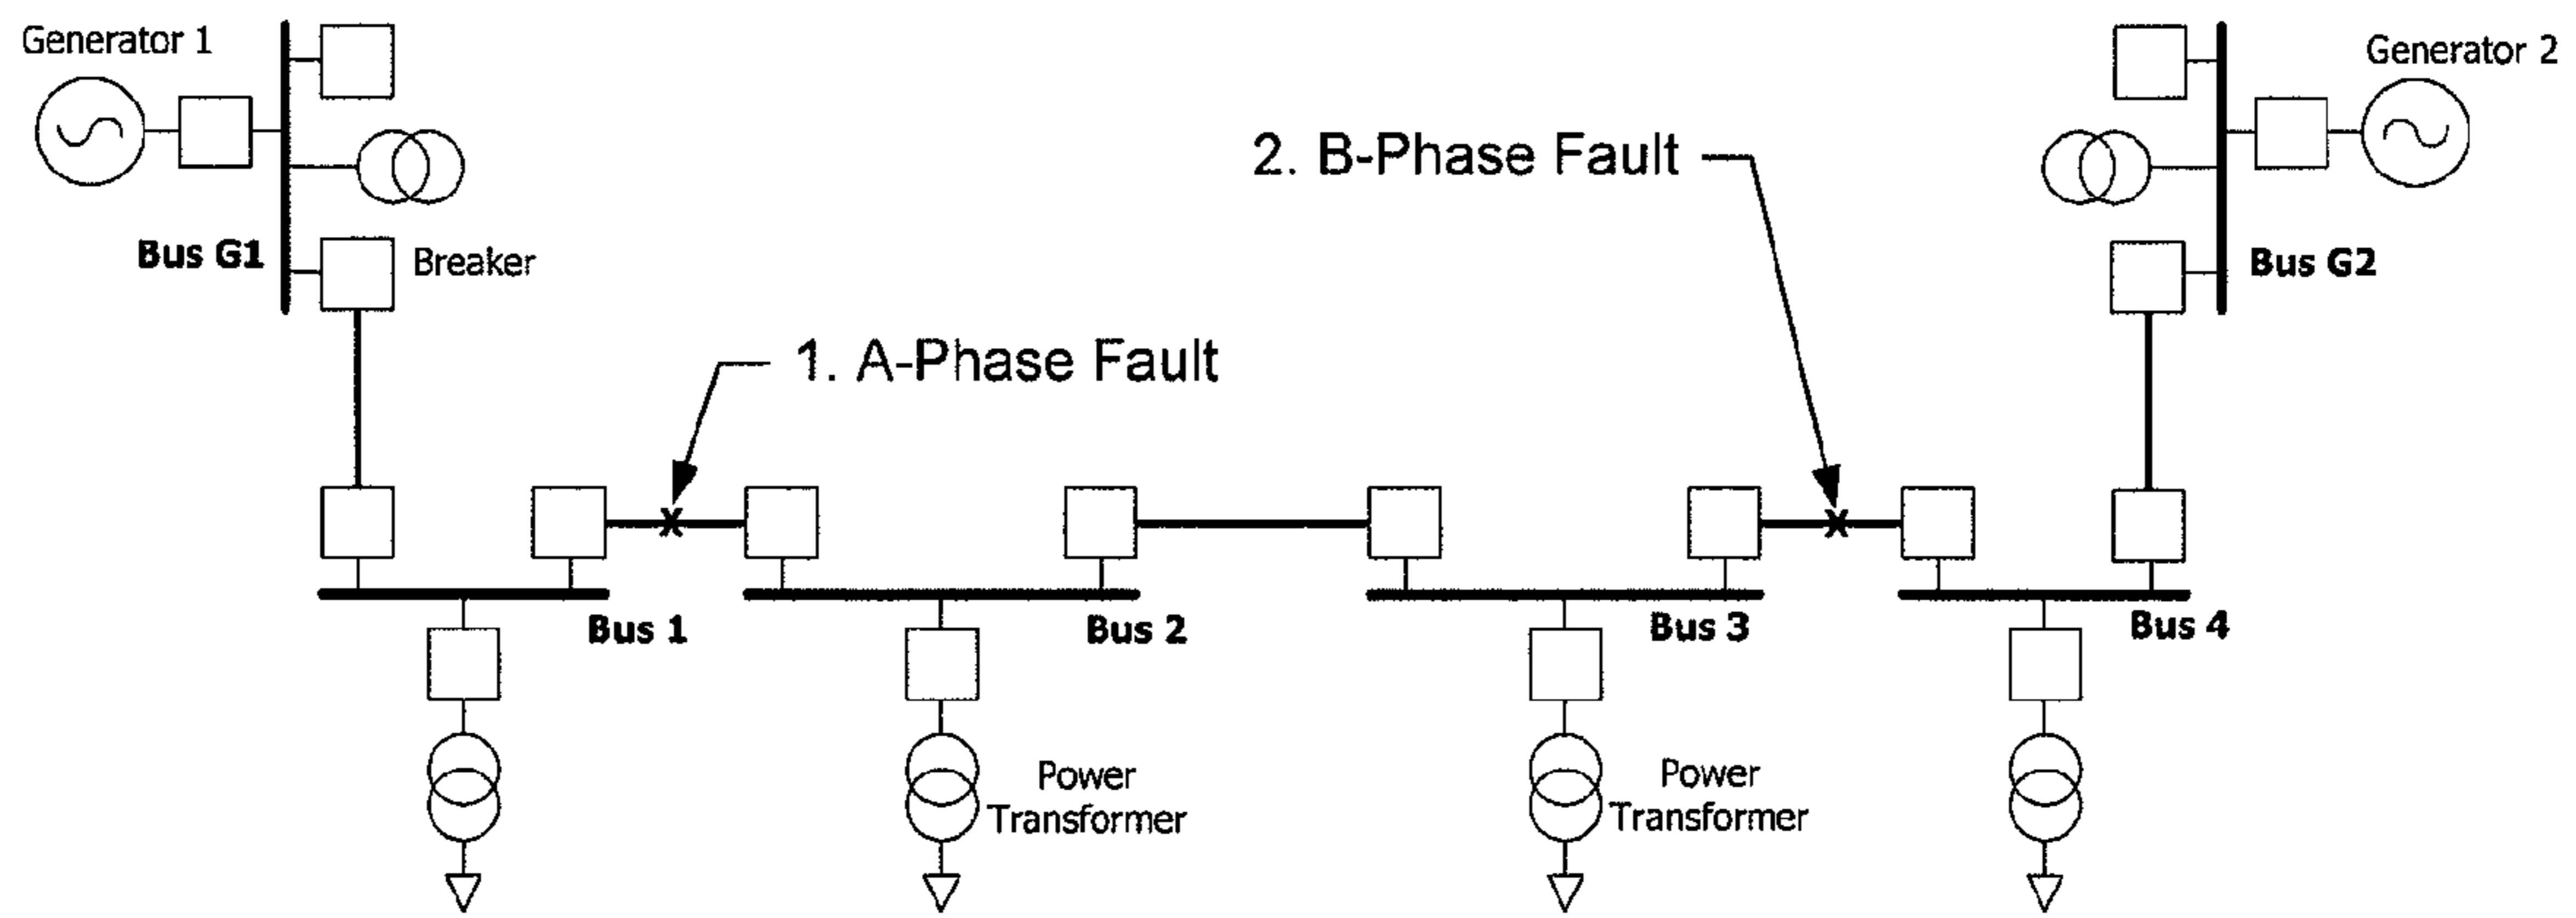 Generator 1
Generator 2
2. B-Phase Fault
Bus G1
Breaker
Bus G2
1. A-Phase Fault
Bus 1
Bus 2
Bus 3
Bus 4
Power
Transformer
Power
Transformer